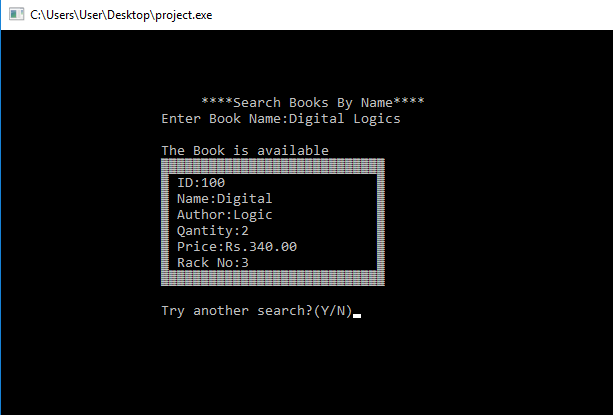 C:\Users\User\Desktop\project.exe
****Search Books By Name****
Enter Book Name:Digital Logics
The Book is available
ID:100
Name:Digital
Author:Logic
Qantity:2
Price:Rs.340.00
Rack No:3
Try another search?(Y/N)